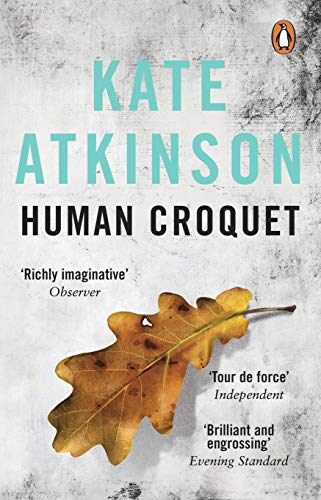 KATE
ATKINSON
HUMAN CROQUET
‘Richly imaginative’
Observer
‘Tour de force’
Independent
‘Brilliant and
engrossing’
Evening Standard